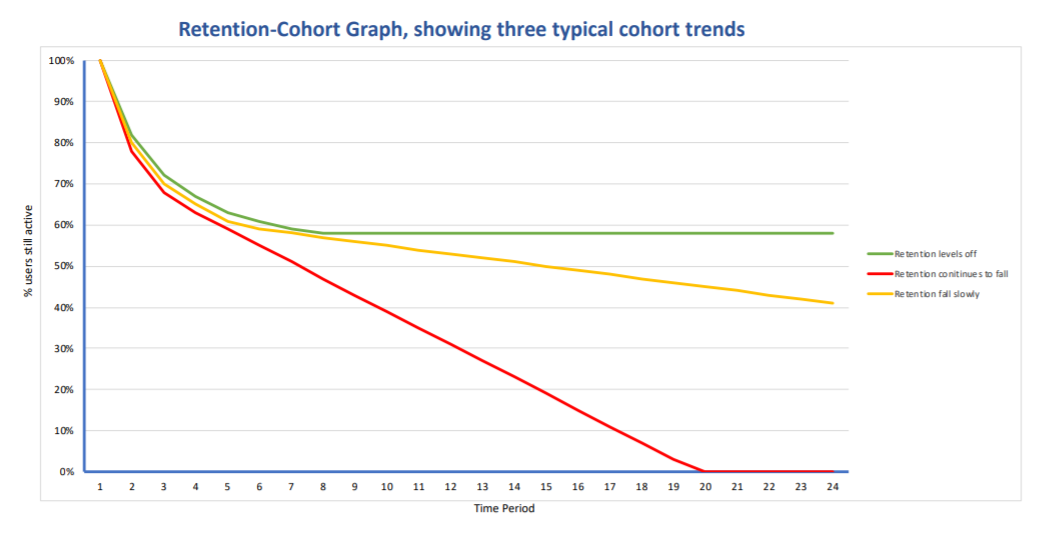 Retention-Cohort Graph, showing three typical cohort trends
100%
90%
80%
70%
60%
50%
40%
30%
20%
10%
0%
% users still active
1 2 3 4 5 6 7 8 9 10 11 12 13 14 15 16 17 18 19 20 21 22 23 24
Time Period
Retention levels off
Retention conitinues to fall
Retention fall slowly